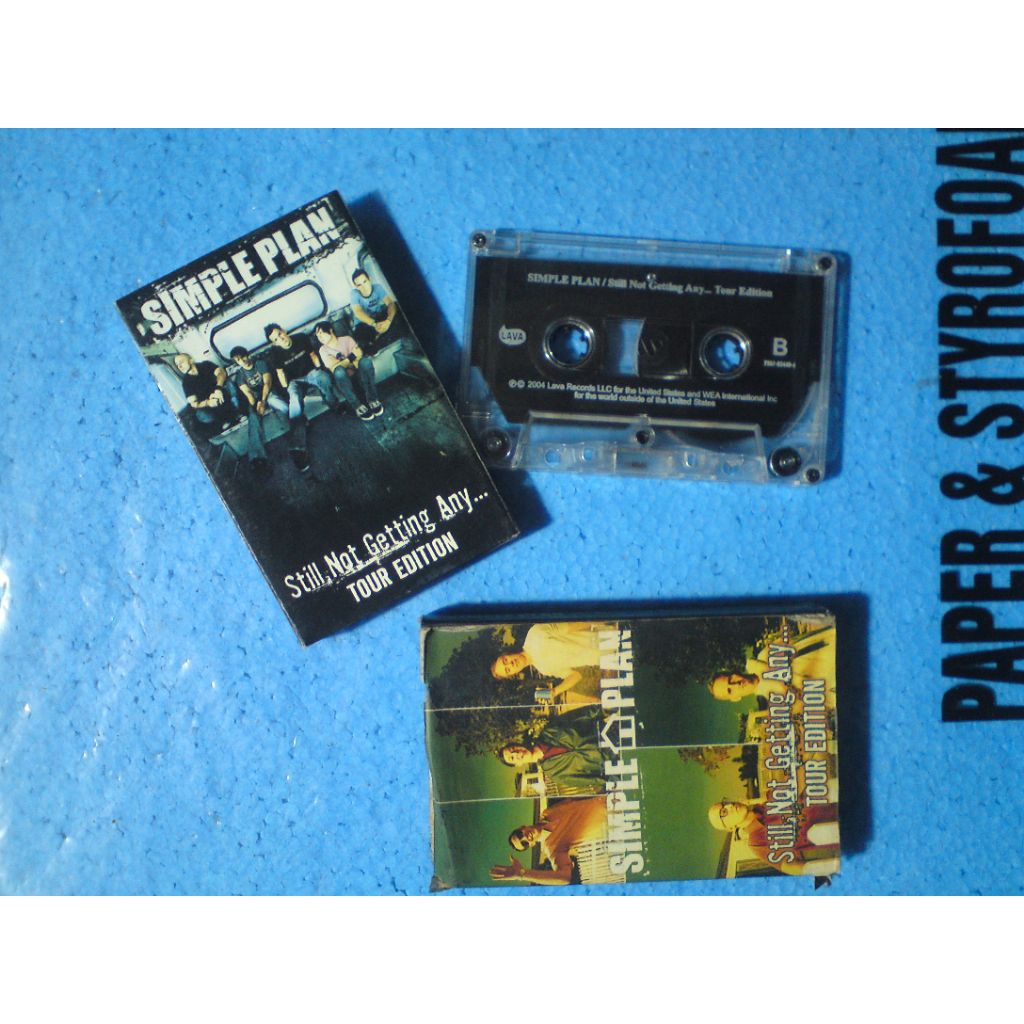 SIMPLE PLAN
Still Not Getting Any...
TOUR EDITION
SIMPLE PLAN / Still Not Getting Any... Tour Edition
LAVA
B
℗© 2004 Lava Records LLC for the United States and WEA International Inc
for the world outside of the United States
SIMPLE PLAN
Still Not Getting Any...
TOUR EDITION
PAPER & STYROFOA